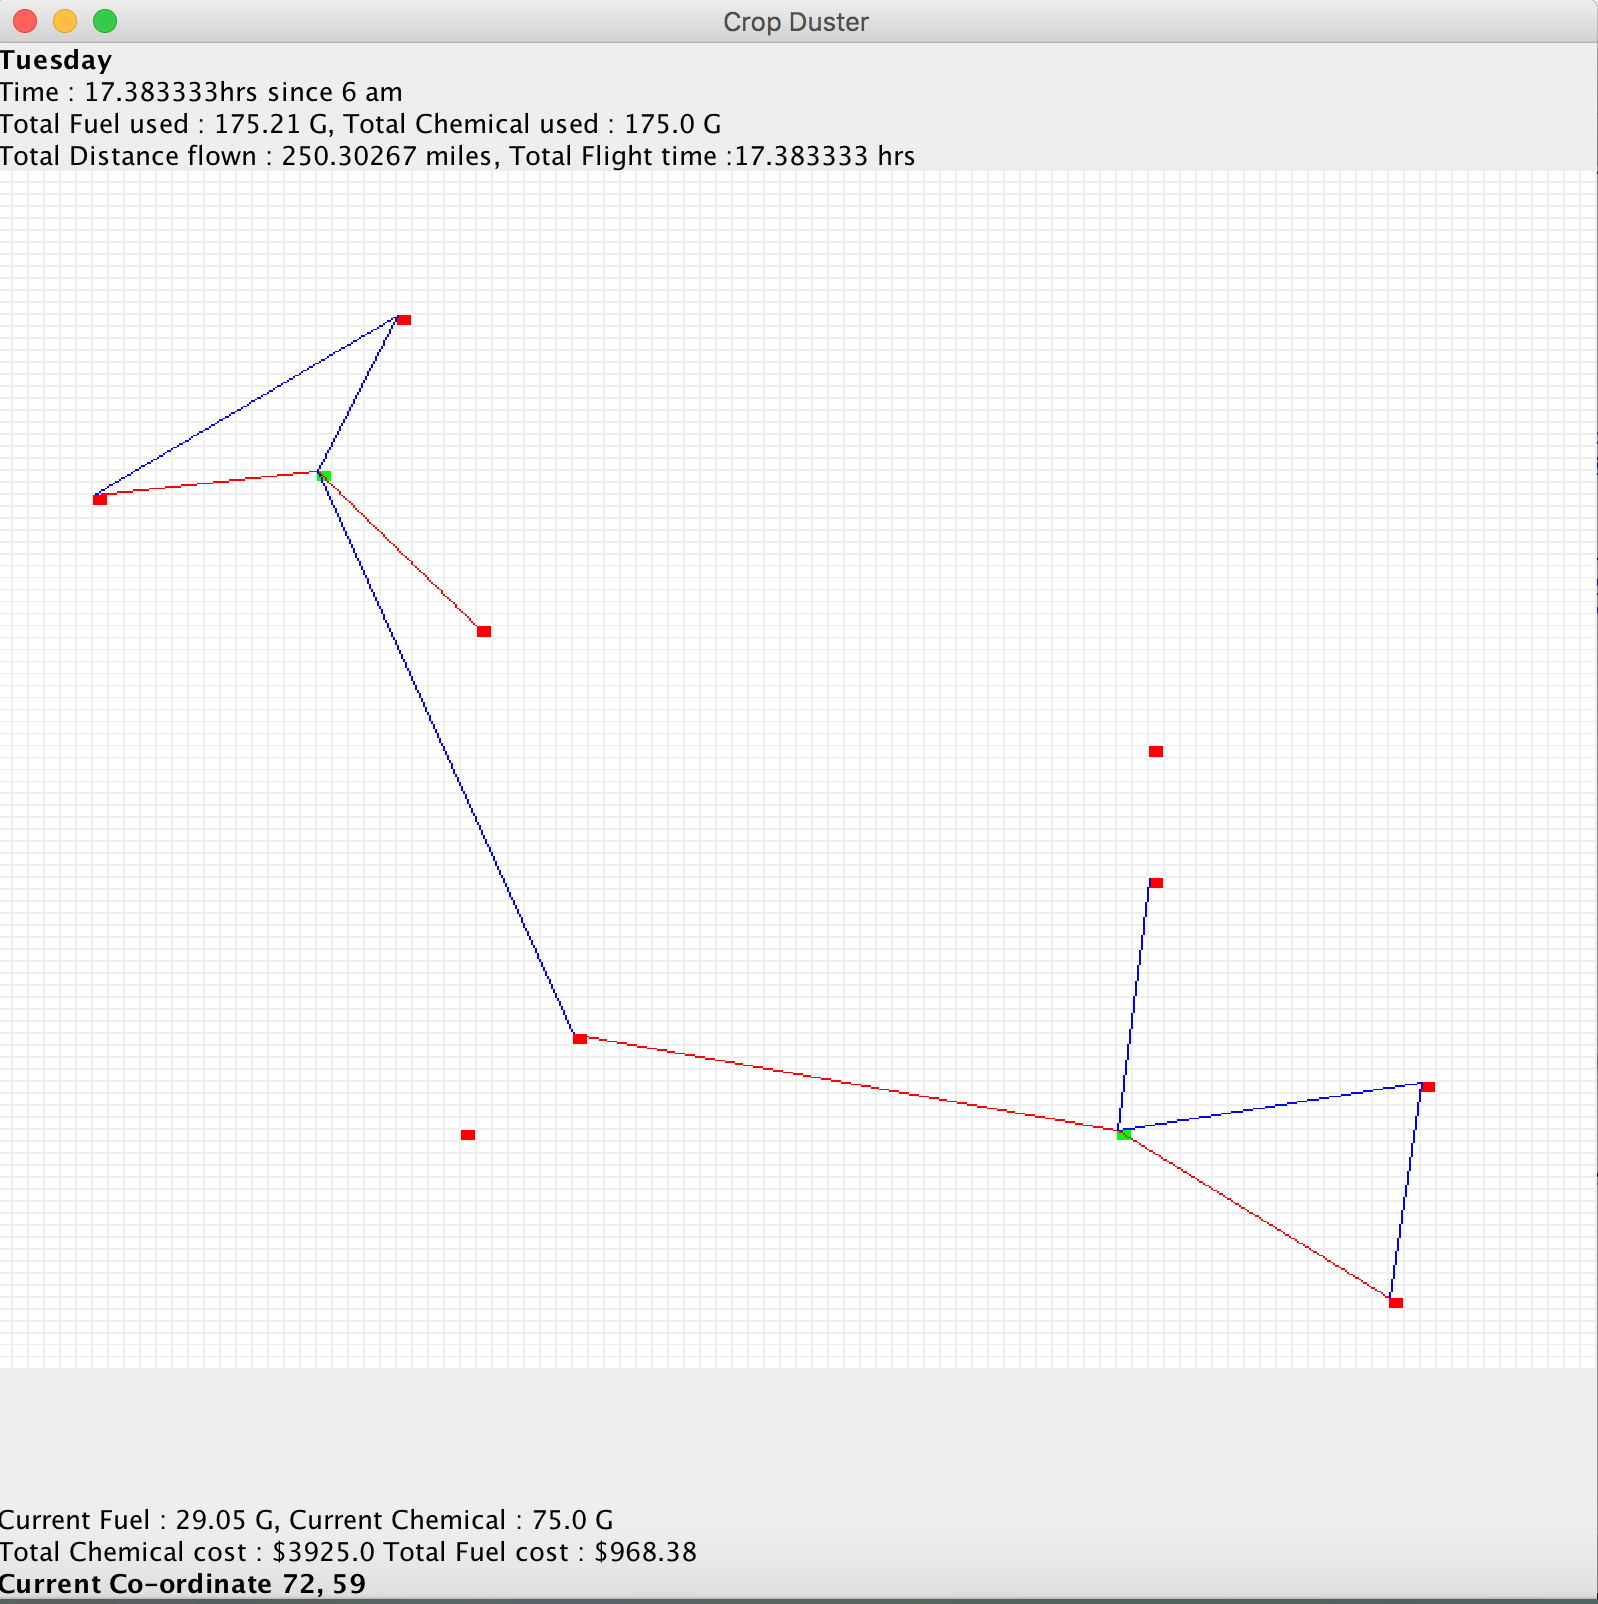 Crop Duster
Tuesday
Time : 17.383333hrs since 6 am
Total Fuel used : 175.21 G, Total Chemical used : 175.0 G
Total Distance flown : 250.30267 miles, Total Flight time :17.383333 hrs
Current Fuel : 29.05 G, Current Chemical : 75.0 G
Total Chemical cost : $3925.0 Total Fuel cost : $968.38
Current Co-ordinate 72, 59